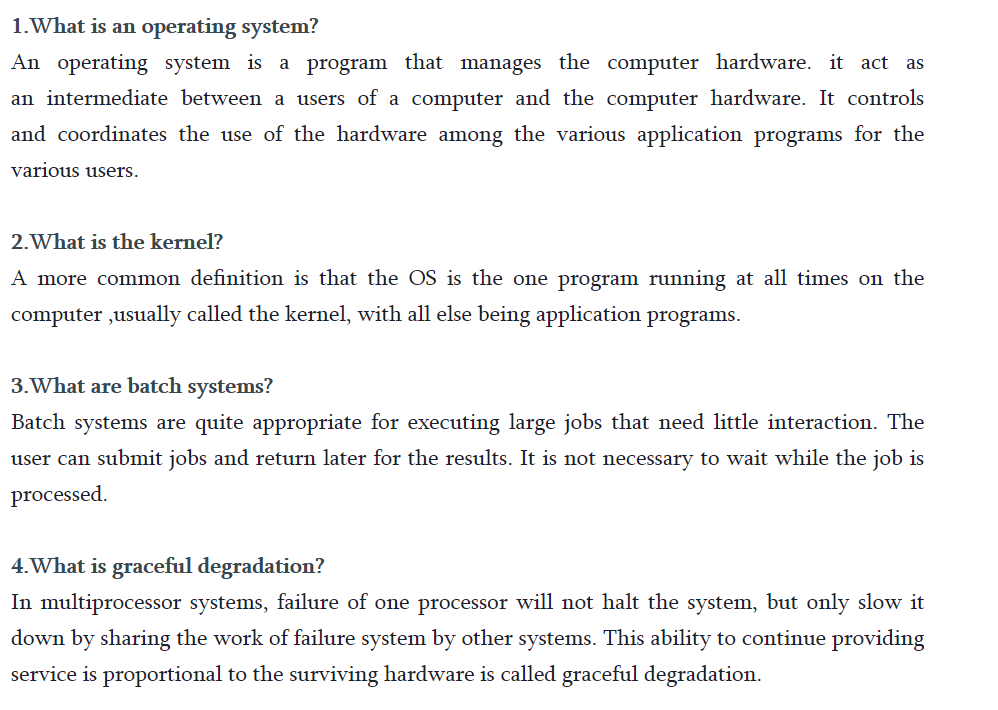 1.What is an operating system?
An operating system is a program that manages the computer hardware. it act as
an intermediate between a users of a computer and the computer hardware. It controls
and coordinates the use of the hardware among the various application programs for the
various users.
2.What is the kernel?
A more common definition is that the OS is the one program running at all times on the
computer ,usually called the kernel, with all else being application programs.
3.What are batch systems?
Batch systems are quite appropriate for executing large jobs that need little interaction. The
user can submit jobs and return later for the results. It is not necessary to wait while the job is
processed.
4.What is graceful degradation?
In multiprocessor systems, failure of one processor will not halt the system, but only slow it
down by sharing the work of failure system by other systems. This ability to continue providing
service is proportional to the surviving hardware is called graceful degradation.